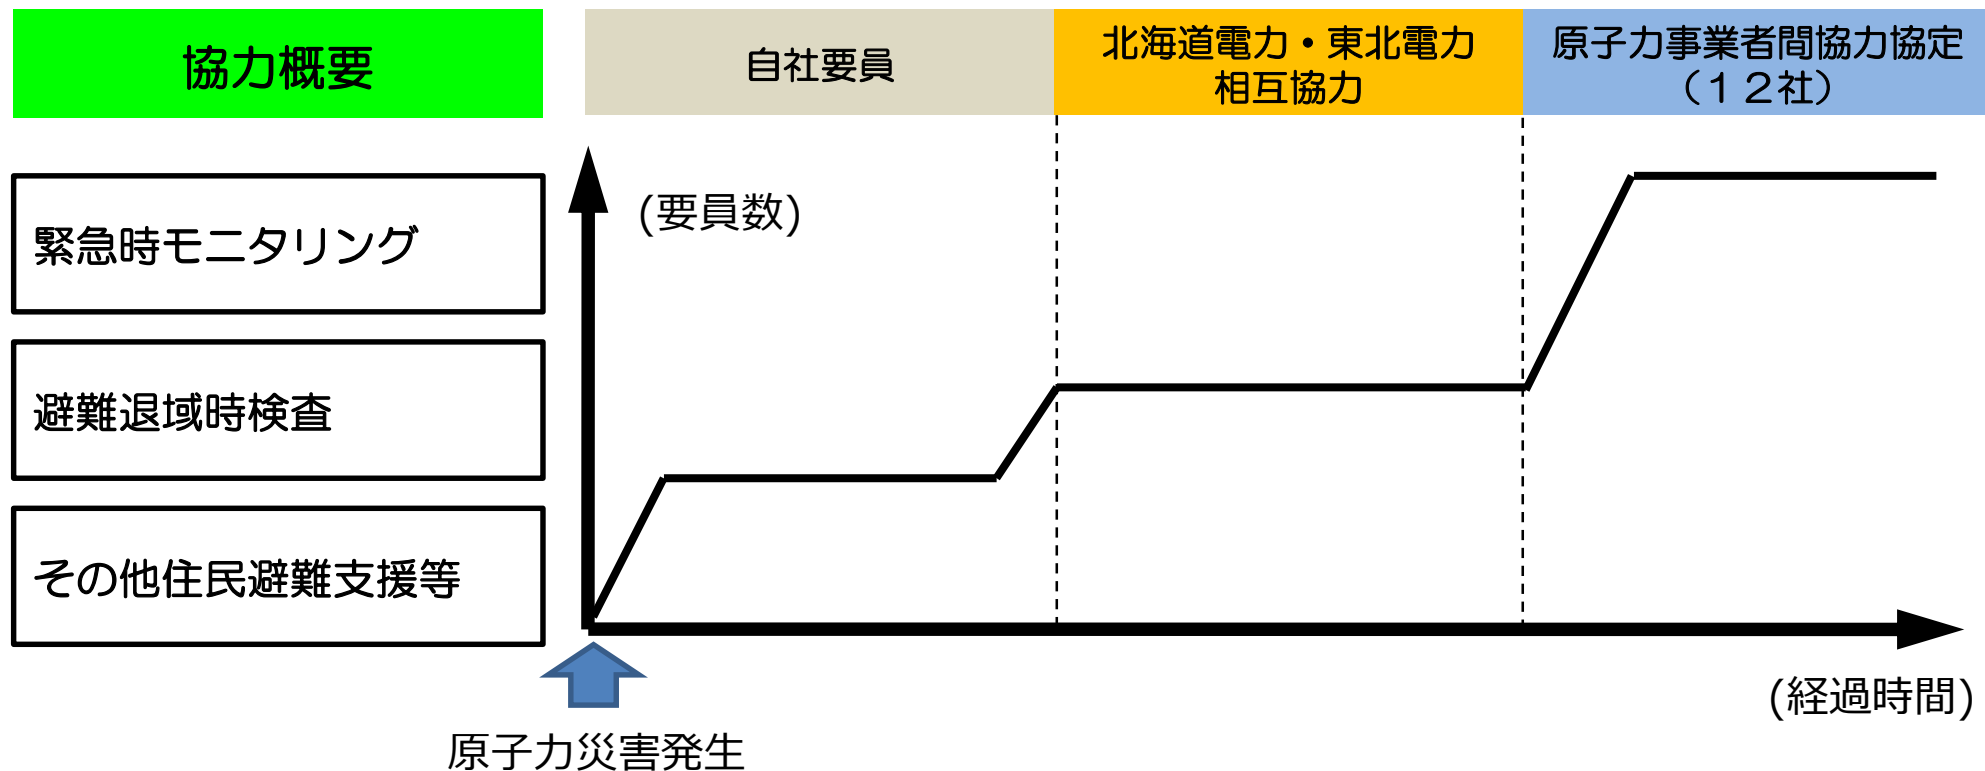 協力概要
自社要員
北海道電力・東北電力
相互協力
原子力事業者間協力協定
（１２社）
緊急時モニタリング
避難退域時検査
その他住民避難支援等
(要員数)
(経過時間)
原子力災害発生